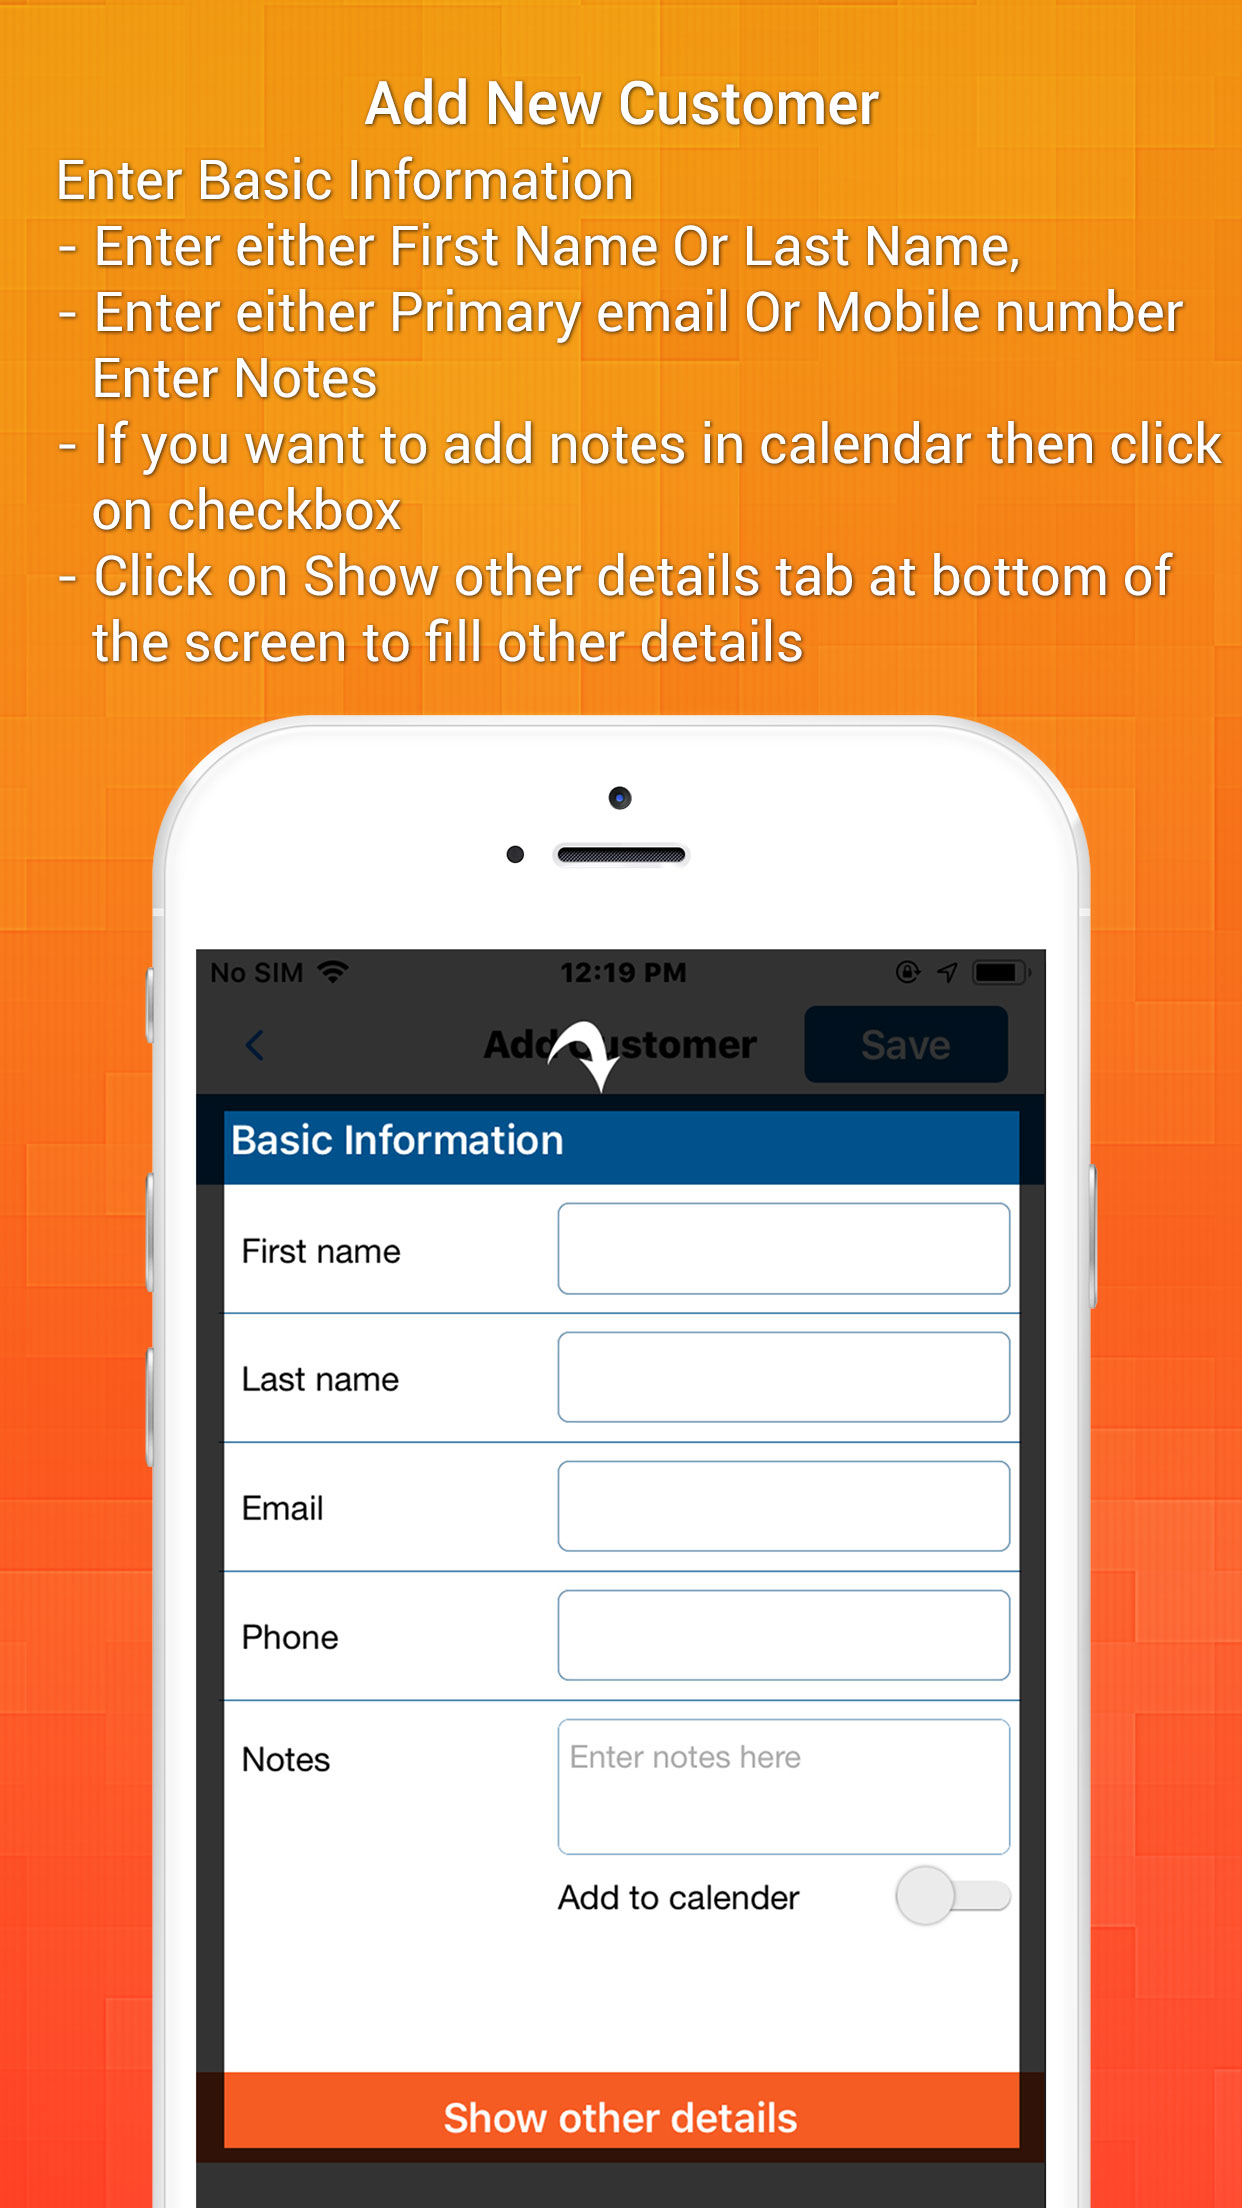 Add New Customer
Enter Basic Information
- Enter either First Name Or Last Name,
- Enter either Primary email Or Mobile number
Enter Notes
- If you want to add notes in calendar then click
on checkbox
- Click on Show other details tab at bottom of
the screen to fill other details
No SIM 12:19 PM
Add Customer Save
Basic Information
First name
Last name
Email
Phone
Notes Enter notes here
Add to calender
Show other details